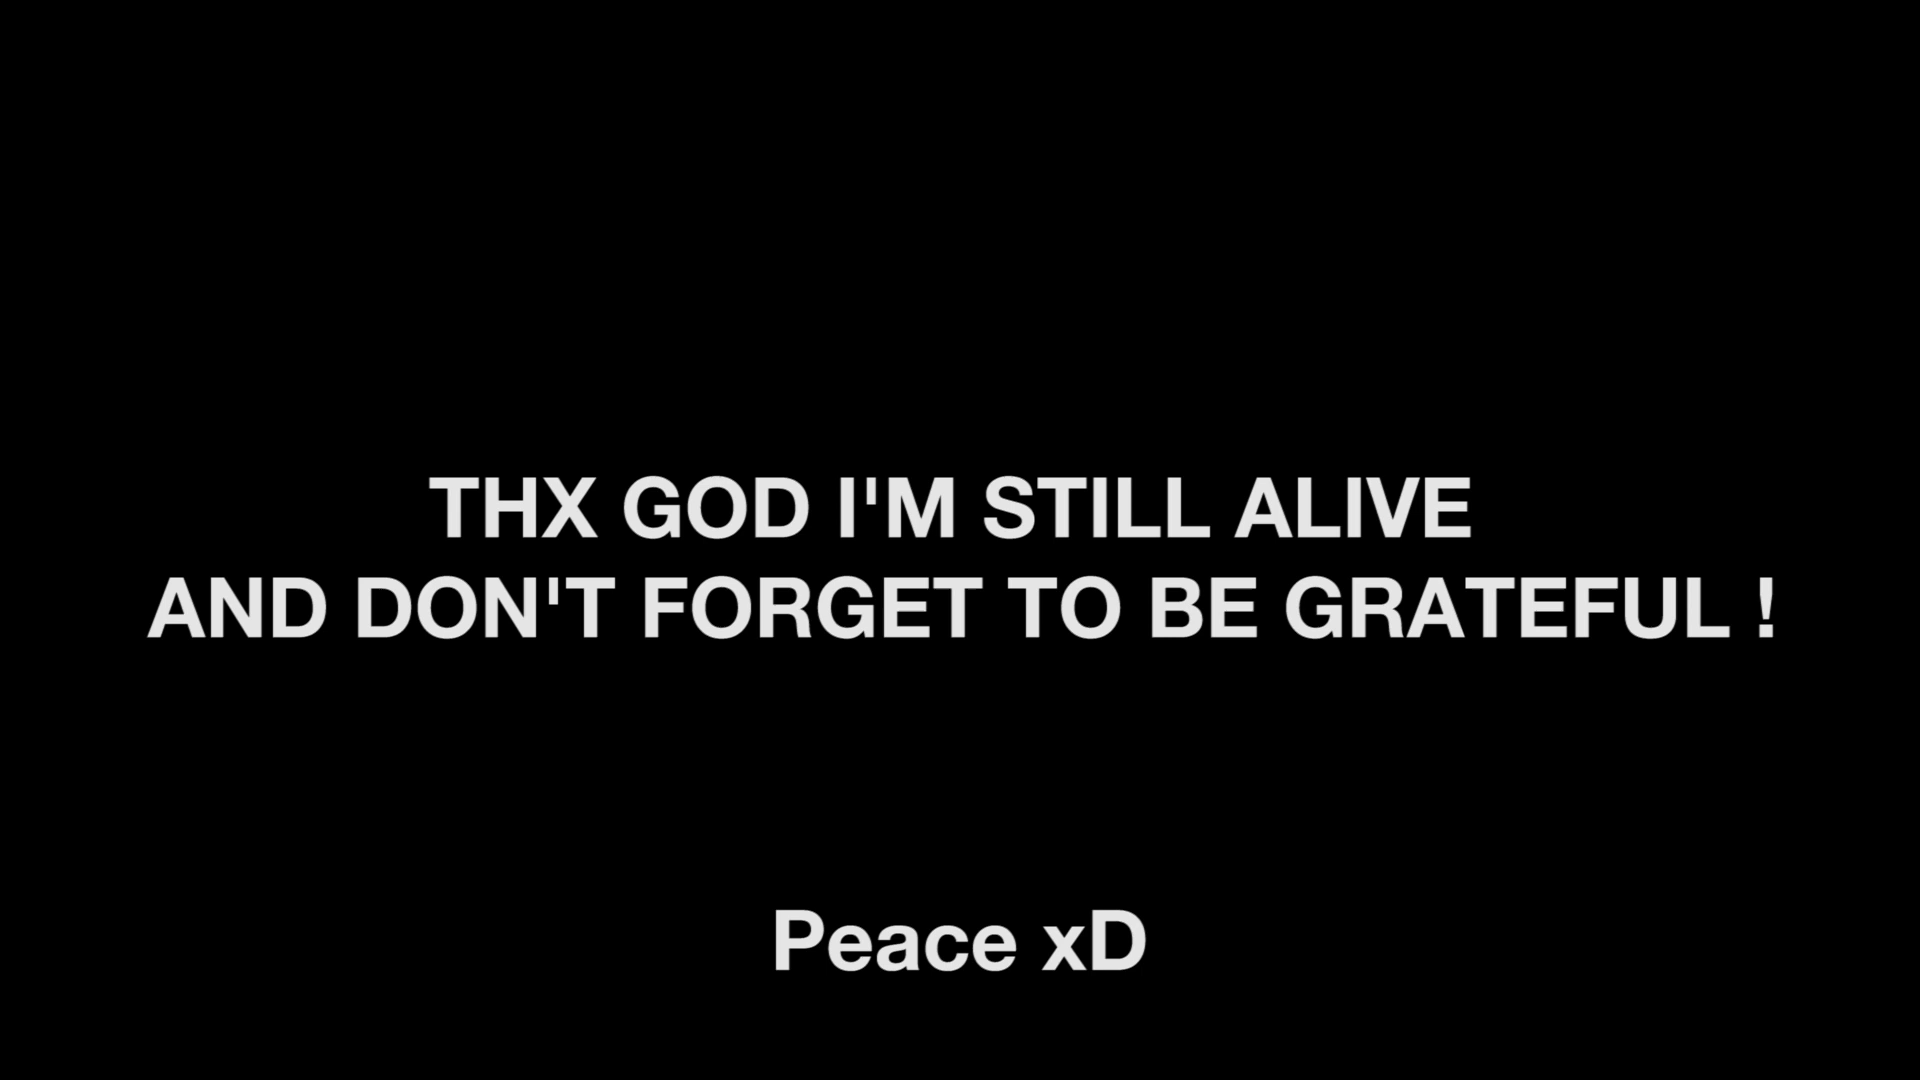 THX GOD I'M STILL ALIVE
AND DON'T FORGET TO BE GRATEFUL !
Peace xD